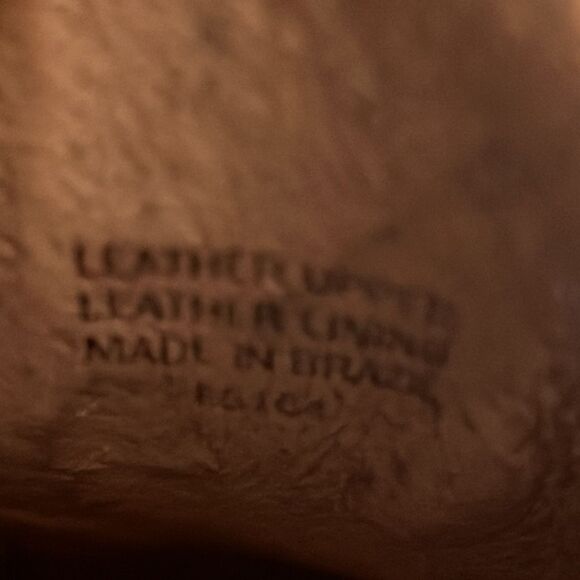 LEATHER UPPER
LEATHER LINING
MADE IN BRAZIL